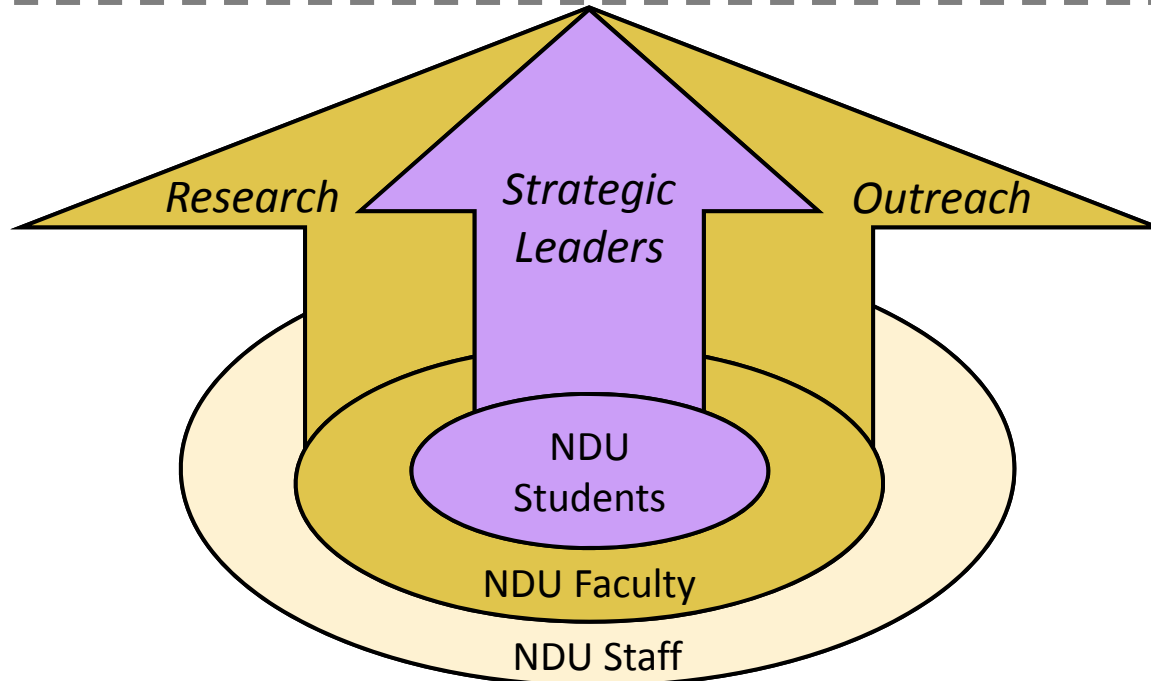 Research
Strategic
Leaders
Outreach
NDU
Students
NDU Faculty
NDU Staff